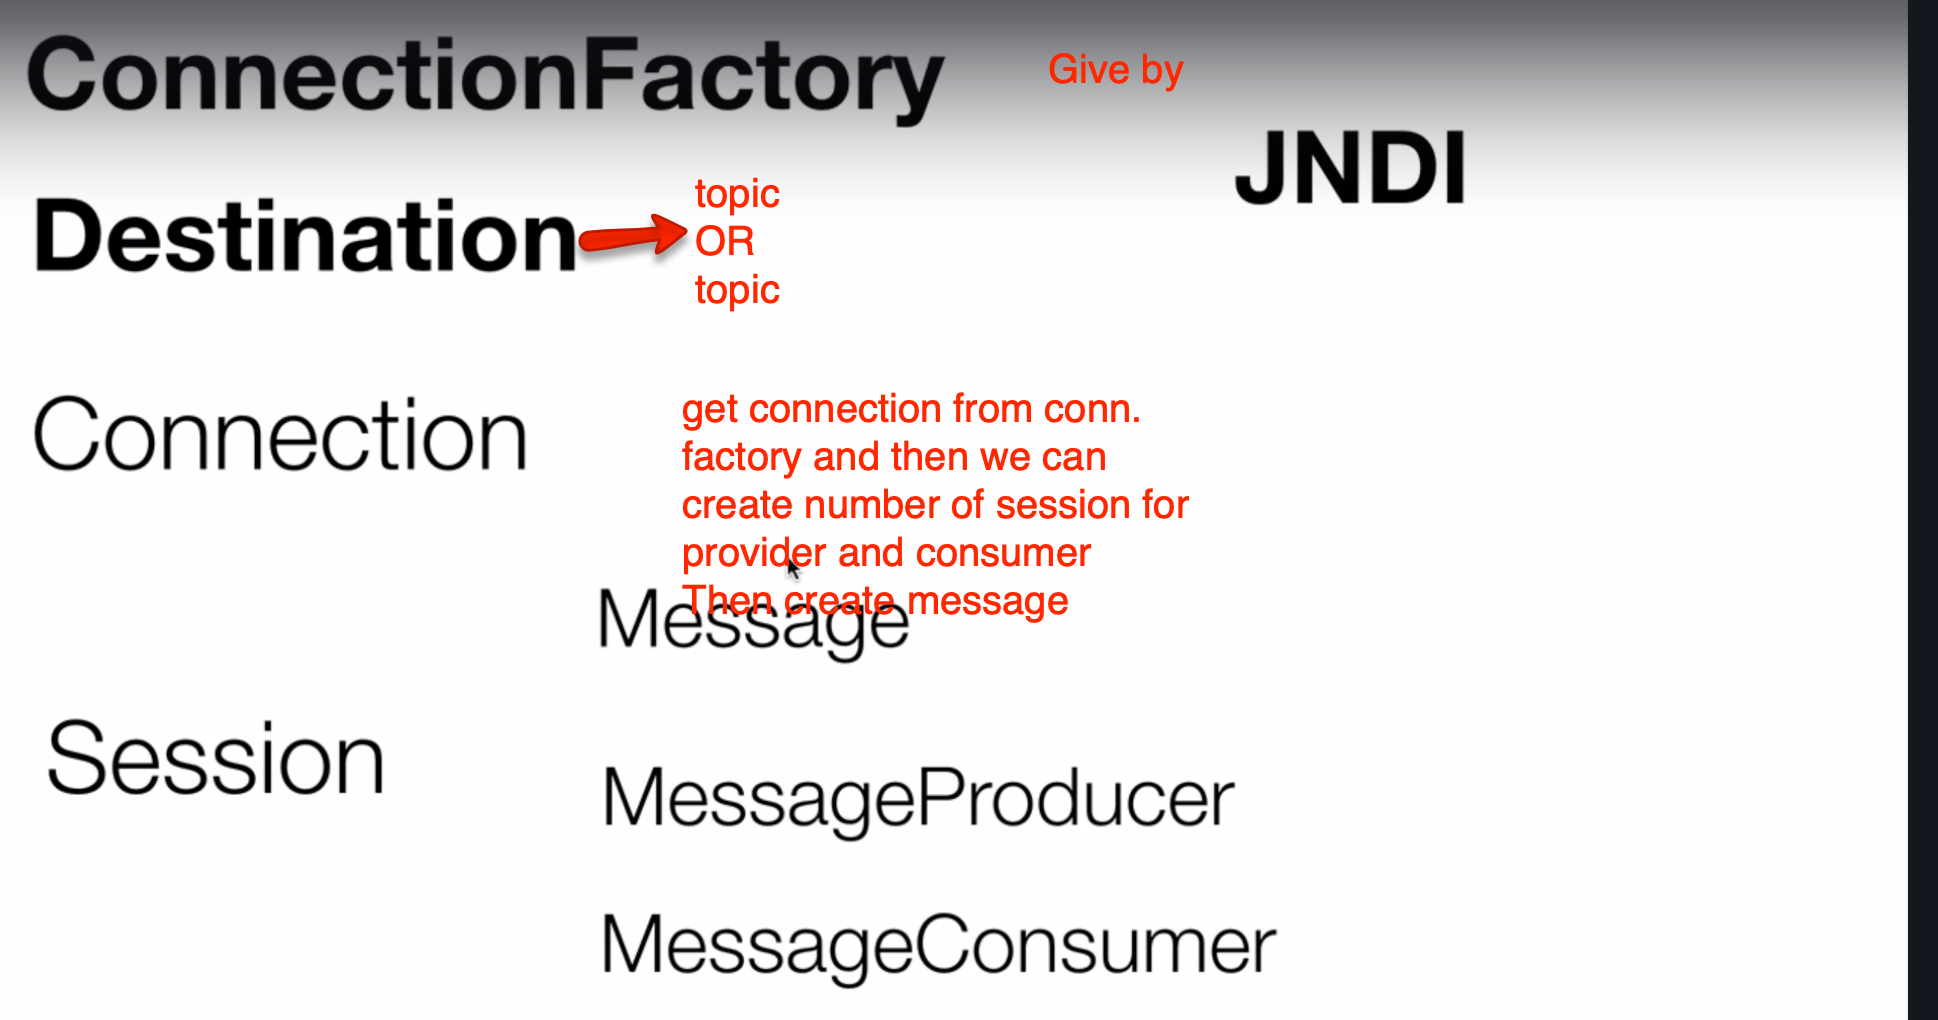 ConnectionFactory
Give by
JNDI
Destination
topic
OR
topic
Connection
get connection from conn.
factory and then we can
create number of session for
provider and consumer
Then create message
Message
Session
MessageProducer
MessageConsumer